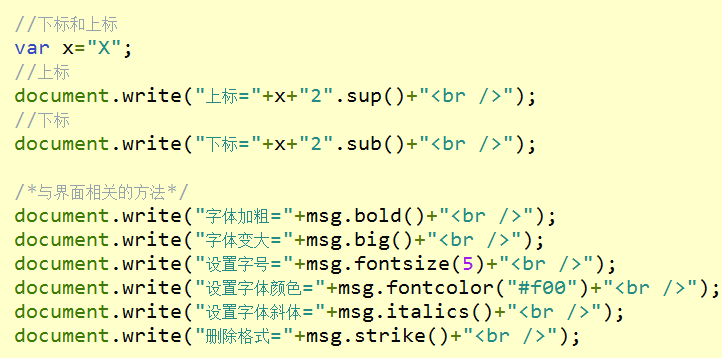 //下标和上标
var x="X";
//上标
document.write("上标="+x+"2".sup()+"<br />");
//下标
document.write("下标="+x+"2".sub()+"<br />");
/*与界面相关的方法*/
document.write("字体加粗="+msg.bold()+"<br />");
document.write("字体变大="+msg.big()+"<br />");
document.write("设置字号="+msg.fontsize(5)+"<br />");
document.write("设置字体颜色="+msg.fontcolor("#f00")+"<br />");
document.write("设置字体斜体="+msg.italics()+"<br />");
document.write("删除格式="+msg.strike()+"<br />");